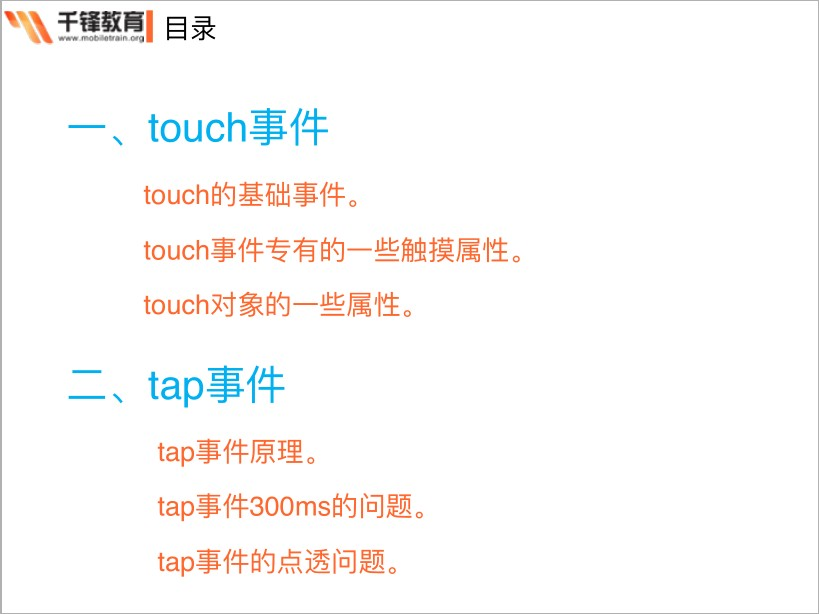 千锋教育
www.mobiletrain.org
目录
一、touch事件
touch的基础事件。
touch事件专有的一些触摸属性。
touch对象的一些属性。
二、tap事件
tap事件原理。
tap事件300ms的问题。
tap事件的点透问题。